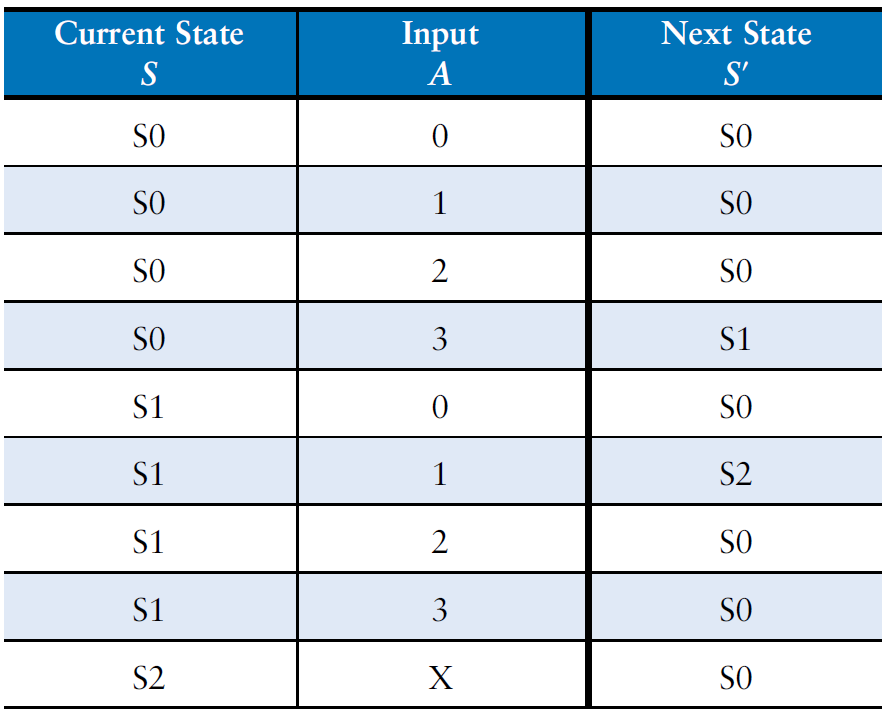 Current State Input Next State
S A S′
S0 0 S0
S0 1 S0
S0 2 S0
S0 3 S1
S1 0 S0
S1 1 S2
S1 2 S0
S1 3 S0
S2 X S0